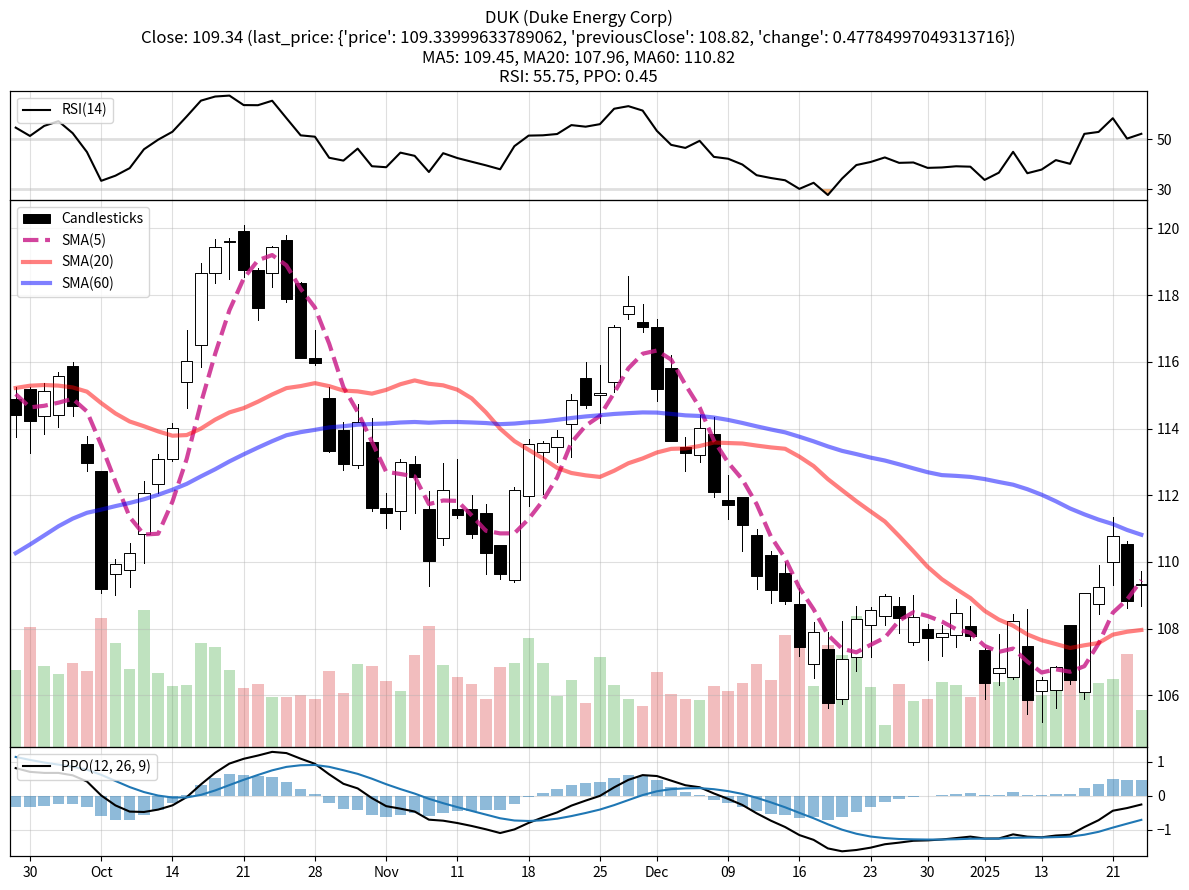 DUK (Duke Energy Corp)
Close: 109.34 (last_price: {'price': 109.33999633789062, 'previousClose': 108.82, 'change': 0.47784997049313716})
MA5: 109.45, MA20: 107.96, MA60: 110.82
RSI: 55.75, PPO: 0.45
RSI(14)
50
30
Candlesticks
SMA(5)
SMA(20)
SMA(60)
120
118
116
114
112
110
108
106
PPO(12, 26, 9)
1
0
−1
30 Oct 14 21 28 Nov 11 18 25 Dec 09 16 23 30 2025 13 21